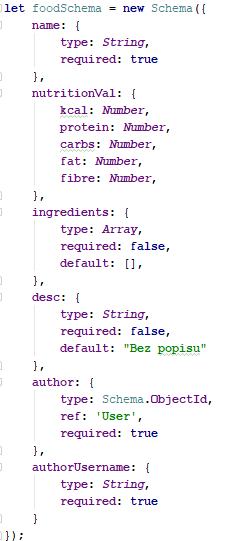 let foodSchema = new Schema({
    name: {
        type: String,
        required: true
    },
    nutritionVal: {
        kcal: Number,
        protein: Number,
        carbs: Number,
        fat: Number,
        fibre: Number,
    },
    ingredients: {
        type: Array,
        required: false,
        default: [],
    },
    desc: {
        type: String,
        required: false,
        default: "Bez popisu"
    },
    author: {
        type: Schema.ObjectId,
        ref: 'User',
        required: true
    },
    authorUsername: {
        type: String,
        required: true
    }
});